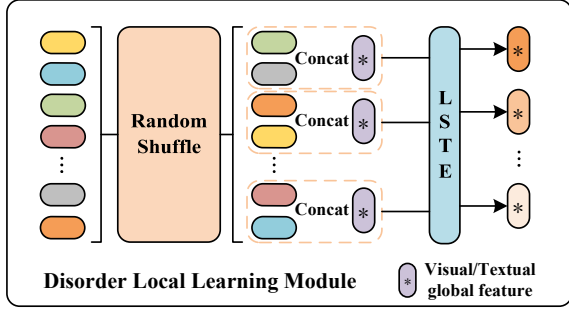 Random
Shuffle
Concat *
Concat *
Concat *
L
S
T
E
*
*
*
Disorder Local Learning Module
* Visual/Textual
global feature